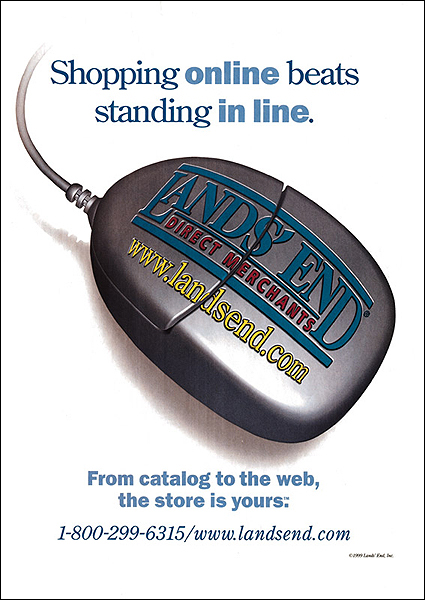 Shopping online beats
standing in line.
LANDS' END®
DIRECT MERCHANTS
www.landsend.com
From catalog to the web,
the store is yours.™
1-800-299-6315/www.landsend.com
©1999 Lands' End, Inc.